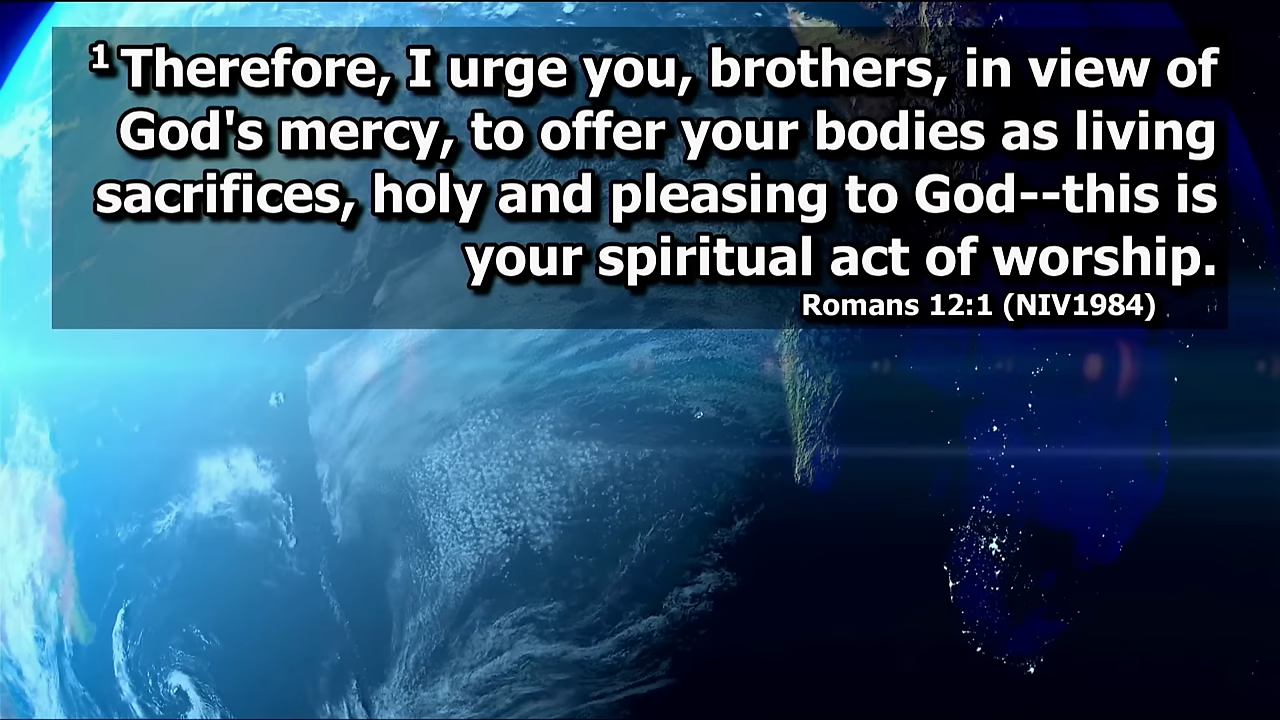 1 Therefore, I urge you, brothers, in view of
God's mercy, to offer your bodies as living
sacrifices, holy and pleasing to God--this is
your spiritual act of worship.
Romans 12:1 (NIV1984)